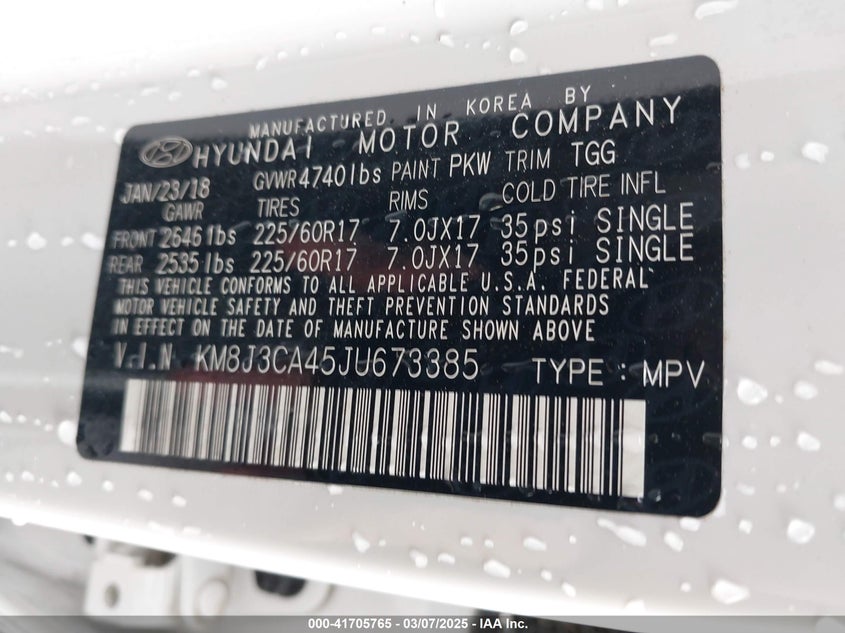 MANUFACTURED IN KOREA BY
HYUNDAI MOTOR COMPANY
JAN/23/18 GVWR 4740lbs PAINT PKW TRIM TGG
GAWR TIRES RIMS COLD TIRE INFL
FRONT 2646lbs 225/60R17 7.0JX17 35psi SINGLE
REAR 2535lbs 225/60R17 7.0JX17 35psi SINGLE
THIS VEHICLE CONFORMS TO ALL APPLICABLE U.S.A. FEDERAL
MOTOR VEHICLE SAFETY AND THEFT PREVENTION STANDARDS
IN EFFECT ON THE DATE OF MANUFACTURE SHOWN ABOVE
V.I.N KM8J3CA45JU673385 TYPE : MPV
000-41705765 - 03/07/2025 - IAA Inc.